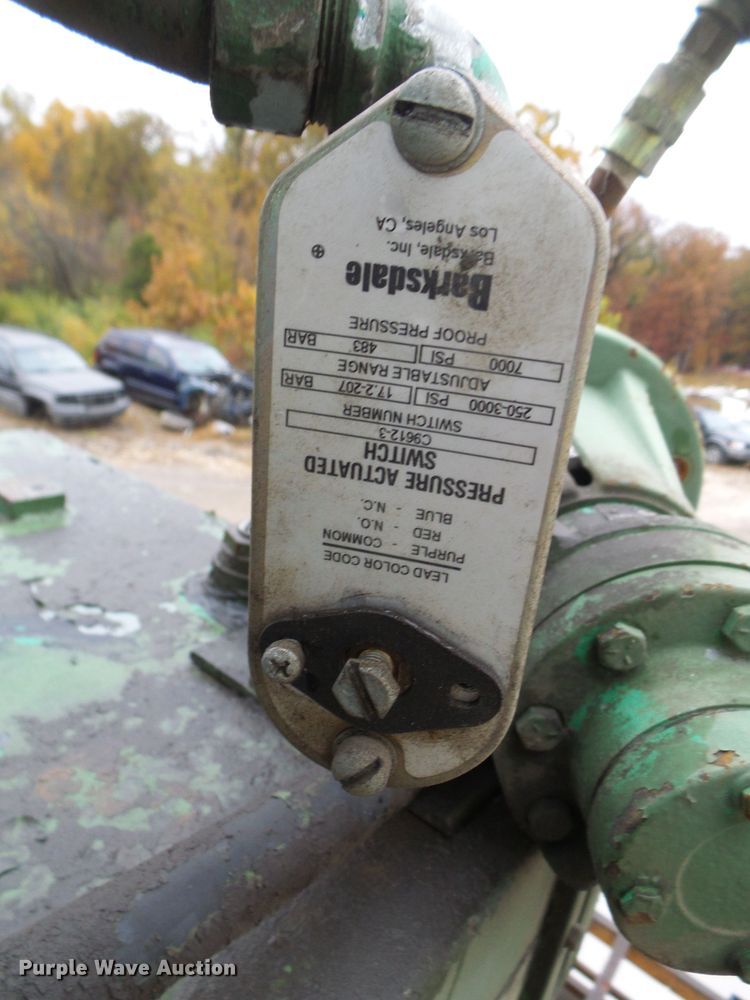 LEAD COLOR CODE
PURPLE - COMMON
RED - N.O.
BLUE - N.C.
PRESSURE ACTUATED
SWITCH
C9612-3
SWITCH NUMBER
250-3000 PSI 17.2-207 BAR
ADJUSTABLE RANGE
7000 PSI 483 BAR
PROOF PRESSURE
Barksdale
Barksdale, Inc.
Los Angeles, CA
Purple Wave Auction